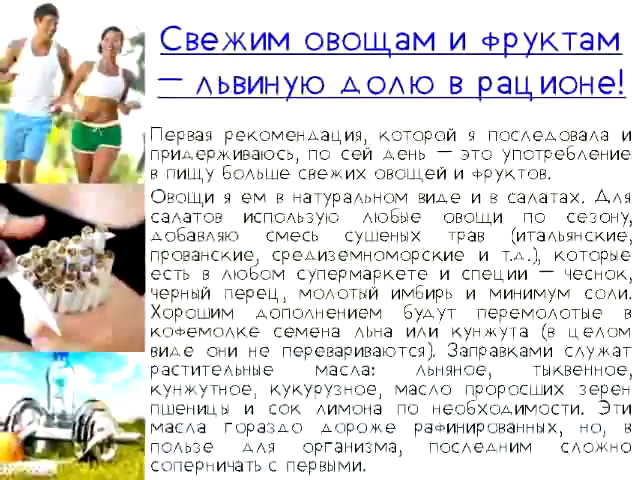 Свежим овощам и фруктам
— львиную долю в рационе!
Первая рекомендация, которой я последовала и
придерживаюсь, по сей день — это употребление
в пищу больше свежих овощей и фруктов.
Овощи я ем в натуральном виде и в салатах. Для
салатов использую любые овощи по сезону,
добавляю смесь сушеных трав (итальянские,
прованские, средиземноморские и т.д.), которые
есть в любом супермаркете и специи — чеснок,
черный перец, молотый имбирь и минимум соли.
Хорошим дополнением будут перемолотые в
кофемолке семена льна или кунжута (в целом
виде они не перевариваются). Заправками служат
растительные масла: льняное, тыквенное,
кунжутное, кукурузное, масло проросших зерен
пшеницы и сок лимона по необходимости. Эти
масла гораздо дороже рафинированных, но, в
пользе для организма, последним сложно
соперничать с первыми.